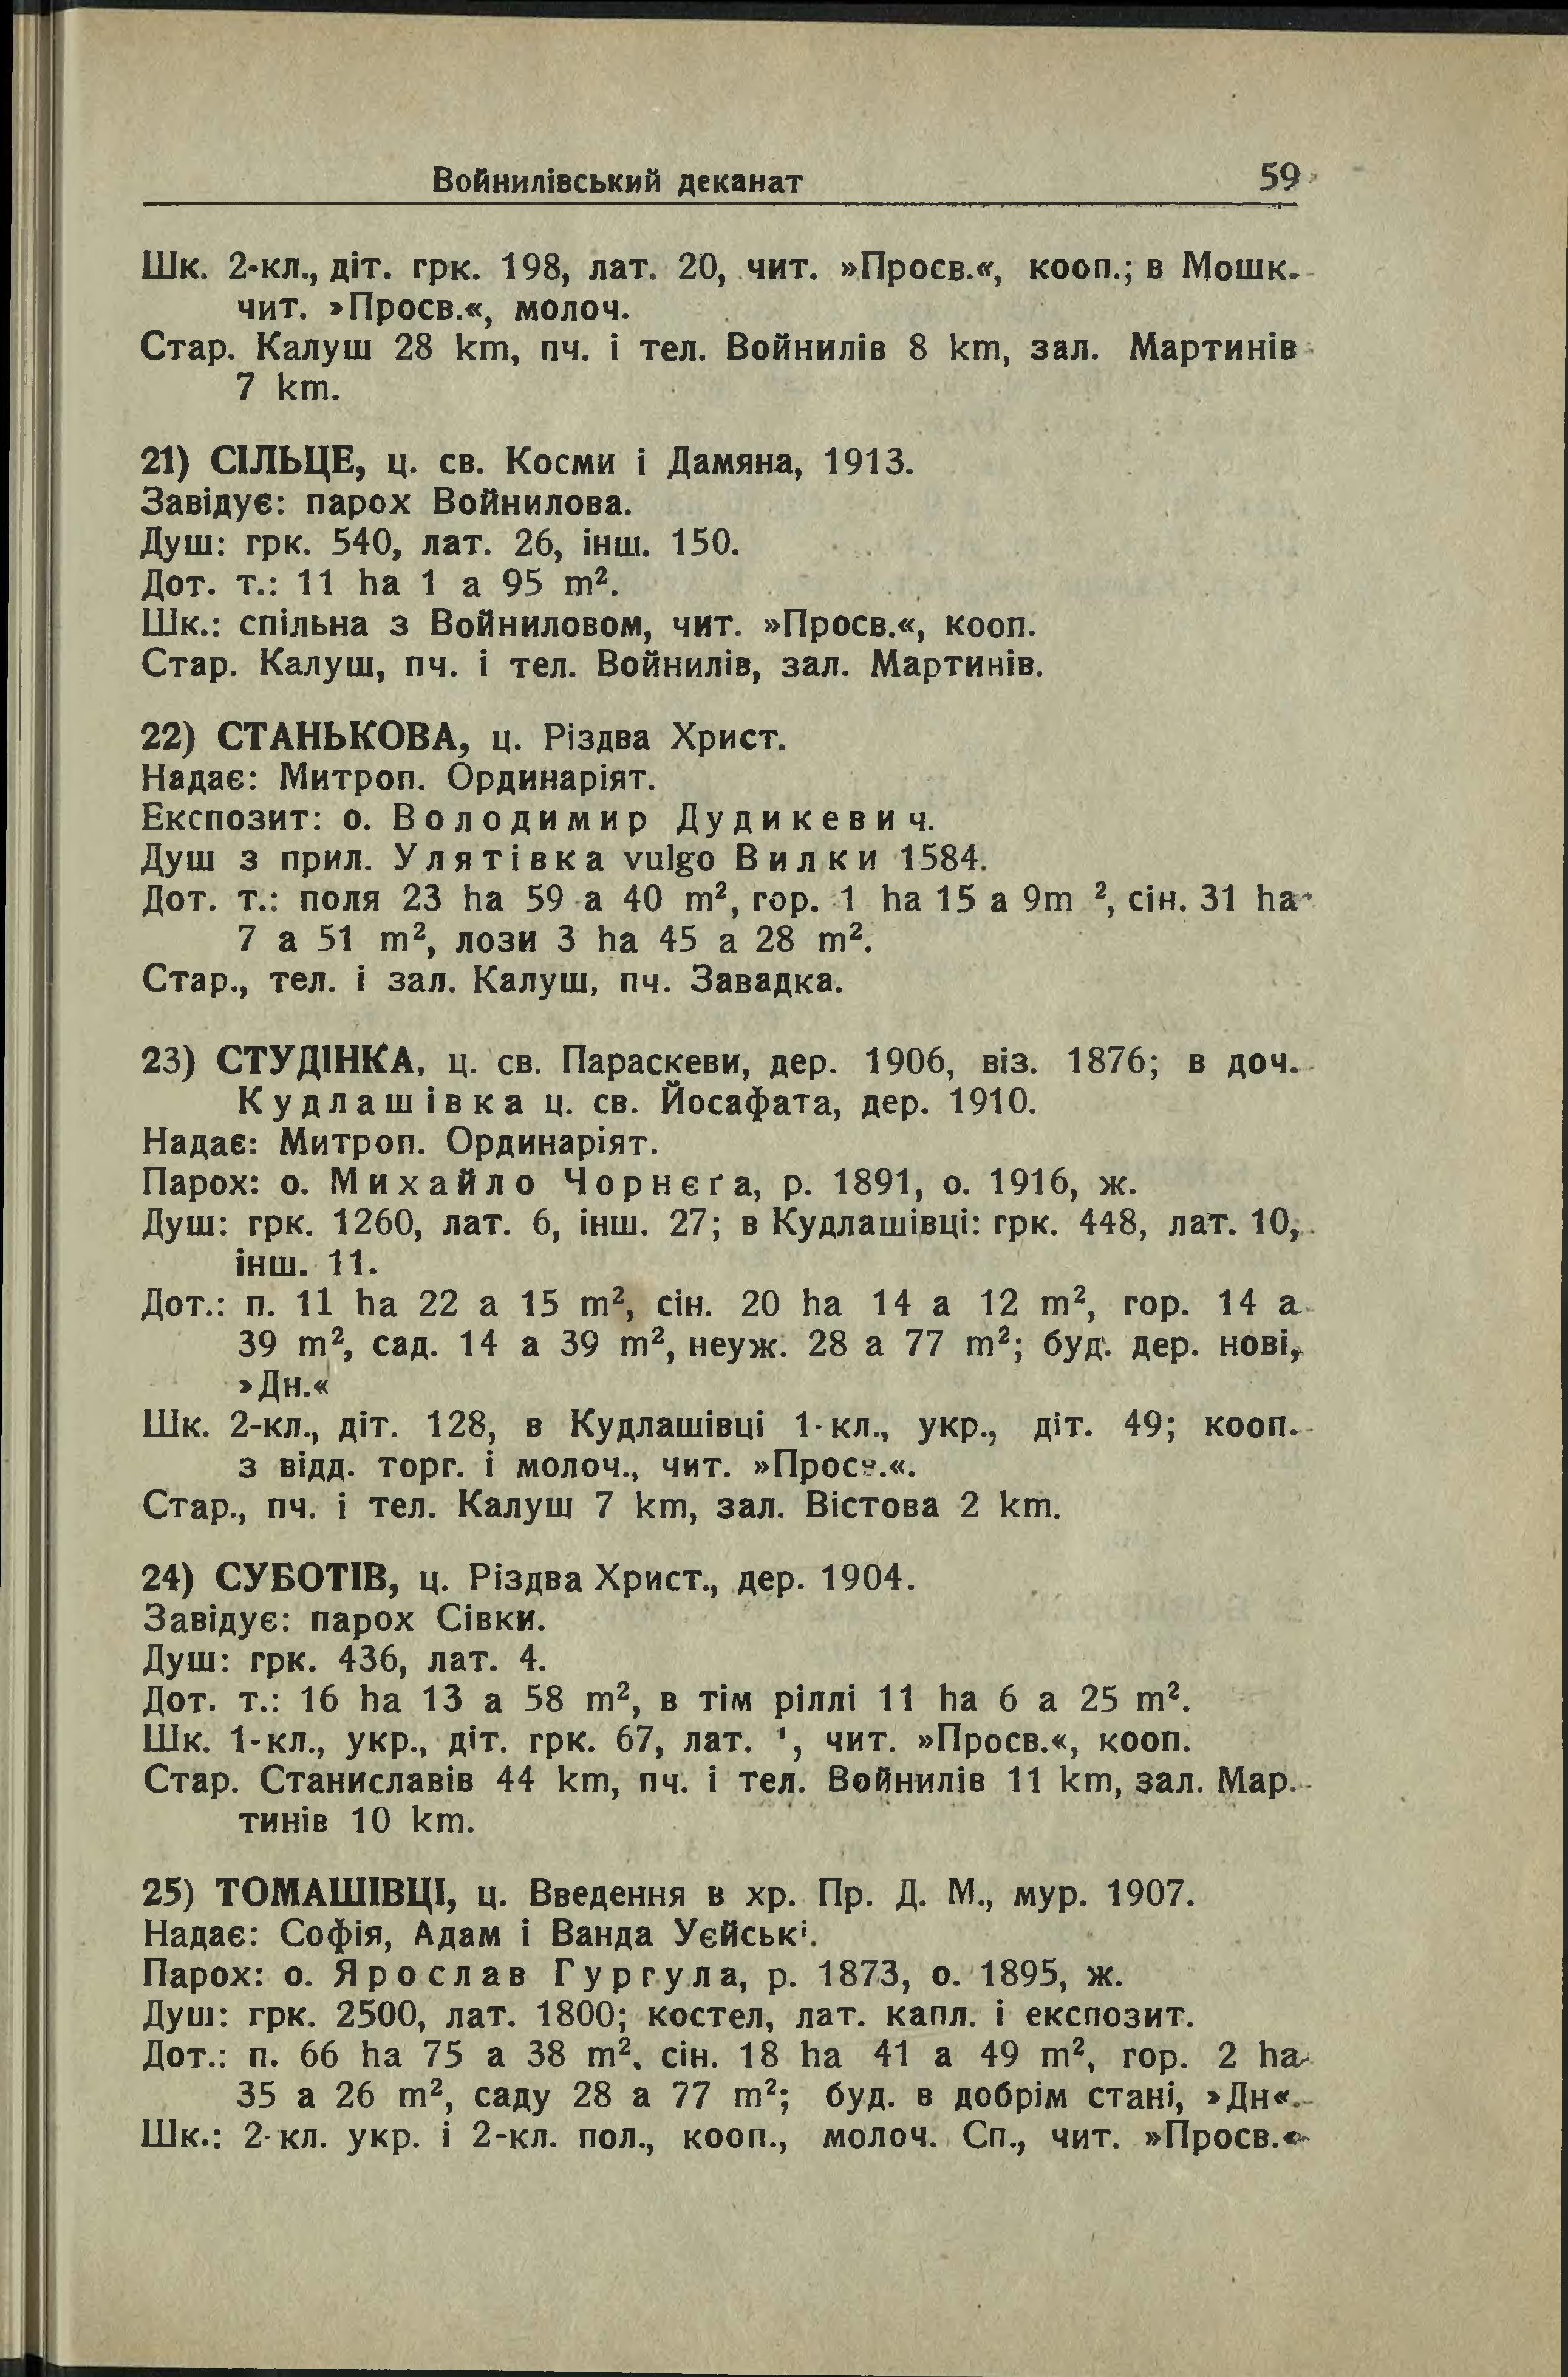 Войнилівський деканат 59
Шк. 2-кл., діт. грк. 198, лат. 20, чит. »Просв.«, кооп.; в Мошк.
чит. »Просв.«, молоч.
Стар. Калуш 28 km, пч. і тел. Войнилів 8 km, зал. Мартинів
7 km.
21) СІЛЬЦЕ, ц. св. Косми і Дамяна, 1913.
Завідує: парох Войнилова.
Душ: грк. 540, лат. 26, інш. 150.
Дот. т.: 11 ha 1 a 95 m².
Шк.: спільна з Войниловом, чит. »Просв.«, кооп.
Стар. Калуш, пч. і тел. Войнилів, зал. Мартинів.
22) СТАНЬКОВА, ц. Різдва Христ.
Надає: Митроп. Ординаріят.
Експозит: о. Володимир Дудикевич.
Душ з прил. Улятівка vulgo Вилки 1584.
Дот. т.: поля 23 ha 59 a 40 m², гор. 1 ha 15 a 9m ², сін. 31 ha
7 a 51 m², лози 3 ha 45 a 28 m².
Стар., тел. і зал. Калуш, пч. Завадка.
23) СТУДІНКА, ц. св. Параскеви, дер. 1906, віз. 1876; в доч.
Кудлашівка ц. св. Йосафата, дер. 1910.
Надає: Митроп. Ординаріят.
Парох: о. Михайло Чорнєґа, р. 1891, о. 1916, ж.
Душ: грк. 1260, лат. 6, інш. 27; в Кудлашівці: грк. 448, лат. 10,
інш. 11.
Дот.: п. 11 ha 22 a 15 m², сін. 20 ha 14 a 12 m², гор. 14 a
39 m², сад. 14 a 39 m², неуж. 28 a 77 m²; буд. дер. нові,
»Дн.«
Шк. 2-кл., діт. 128, в Кудлашівці 1-кл., укр., діт. 49; кооп.
з відд. торг. і молоч., чит. »Просв.«.
Стар., пч. і тел. Калуш 7 km, зал. Вістова 2 km.
24) СУБОТІВ, ц. Різдва Христ., дер. 1904.
Завідує: парох Сівки.
Душ: грк. 436, лат. 4.
Дот. т.: 16 ha 13 a 58 m², в тім ріллі 11 ha 6 a 25 m².
Шк. 1-кл., укр., діт. грк. 67, лат. , чит. »Просв.«, кооп.
Стар. Станиславів 44 km, пч. і тел. Войнилів 11 km, зал. Мар-
тинів 10 km.
25) ТОМАШІВЦІ, ц. Введення в хр. Пр. Д. М., мур. 1907.
Надає: Софія, Адам і Ванда Уєйські.
Парох: о. Ярослав Гургула, р. 1873, о. 1895, ж.
Душ: грк. 2500, лат. 1800; костел, лат. капл. і експозит.
Дот.: п. 66 ha 75 a 38 m², сін. 18 ha 41 a 49 m², гор. 2 ha
35 a 26 m², саду 28 a 77 m²; буд. в добрім стані, »Дн«.
Шк.: 2-кл. укр. і 2-кл. пол., кооп., молоч. Сп., чит. »Просв.«